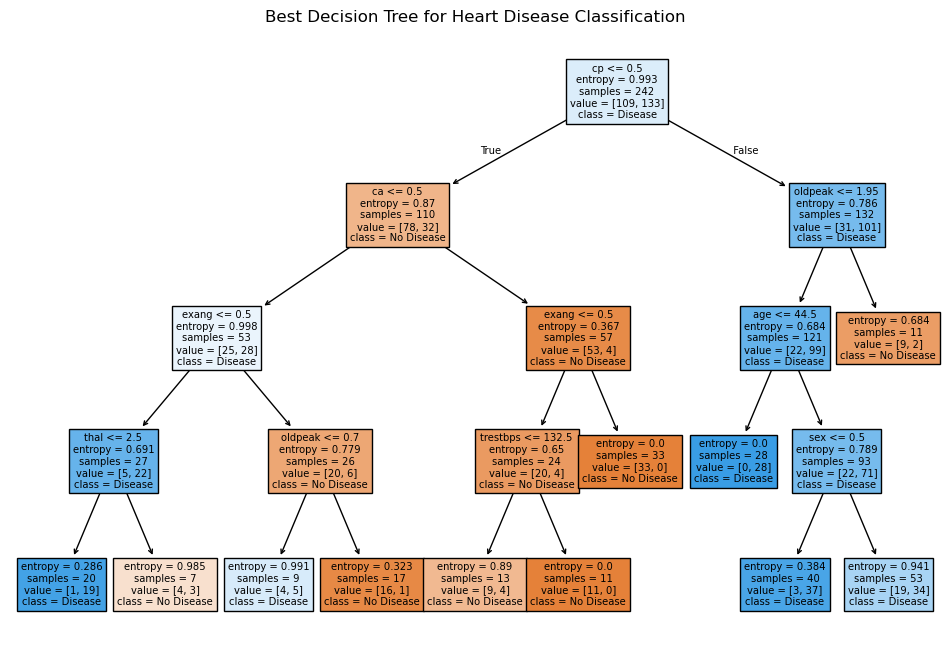 Best Decision Tree for Heart Disease Classification
cp <= 0.5
entropy = 0.993
samples = 242
value = [109, 133]
class = Disease
True
False
ca <= 0.5
entropy = 0.87
samples = 110
value = [78, 32]
class = No Disease
oldpeak <= 1.95
entropy = 0.786
samples = 132
value = [31, 101]
class = Disease
exang <= 0.5
entropy = 0.998
samples = 53
value = [25, 28]
class = Disease
exang <= 0.5
entropy = 0.367
samples = 57
value = [53, 4]
class = No Disease
age <= 44.5
entropy = 0.684
samples = 121
value = [22, 99]
class = Disease
entropy = 0.684
samples = 11
value = [9, 2]
class = No Disease
thal <= 2.5
entropy = 0.691
samples = 27
value = [5, 22]
class = Disease
oldpeak <= 0.7
entropy = 0.779
samples = 26
value = [20, 6]
class = No Disease
trestbps <= 132.5
entropy = 0.65
samples = 24
value = [20, 4]
class = No Disease
entropy = 0.0
samples = 33
value = [33, 0]
class = No Disease
entropy = 0.0
samples = 28
value = [0, 28]
class = Disease
sex <= 0.5
entropy = 0.789
samples = 93
value = [22, 71]
class = Disease
entropy = 0.286
samples = 20
value = [1, 19]
class = Disease
entropy = 0.985
samples = 7
value = [4, 3]
class = No Disease
entropy = 0.991
samples = 9
value = [4, 5]
class = Disease
entropy = 0.323
samples = 17
value = [16, 1]
class = No Disease
entropy = 0.89
samples = 13
value = [9, 4]
class = No Disease
entropy = 0.0
samples = 11
value = [11, 0]
class = No Disease
entropy = 0.384
samples = 40
value = [3, 37]
class = Disease
entropy = 0.941
samples = 53
value = [19, 34]
class = Disease